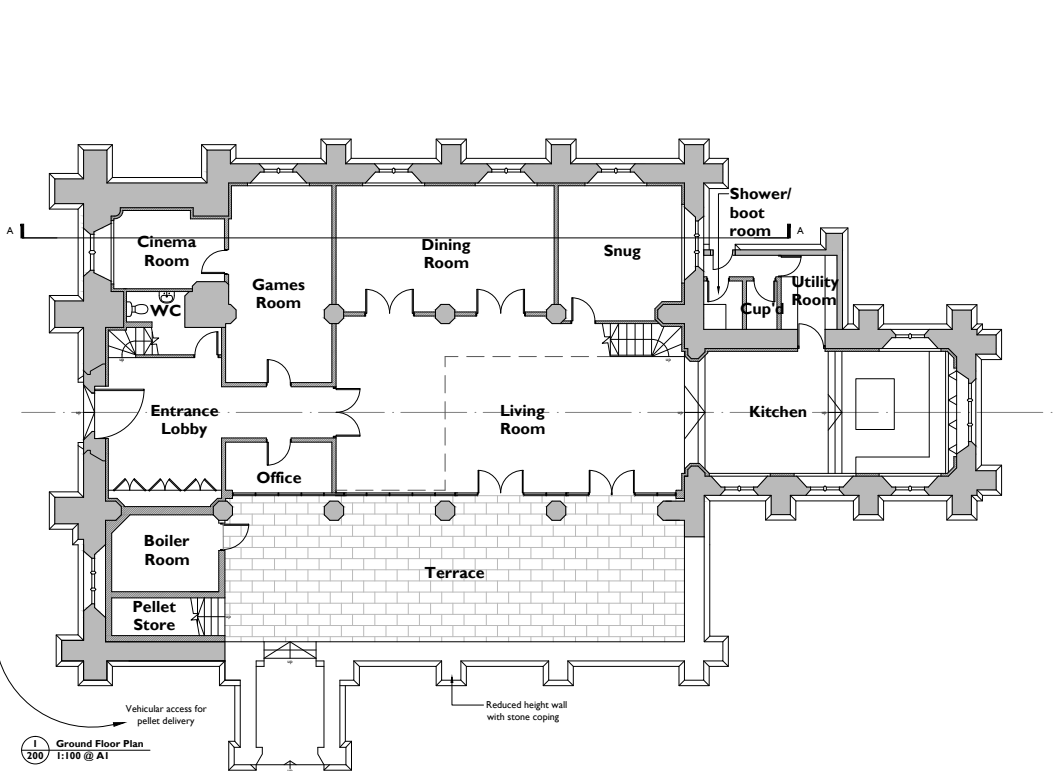 Shower/
boot
room
A
A
Cinema
Room
Dining
Room
Snug
Games
Room
Utility
Room
WC
Cup'd
Entrance
Lobby
Living
Room
Kitchen
Office
Boiler
Room
Terrace
Pellet
Store
Vehicular access for
pellet delivery
Reduced height wall
with stone coping
1
200
Ground Floor Plan
1:100 @ A1